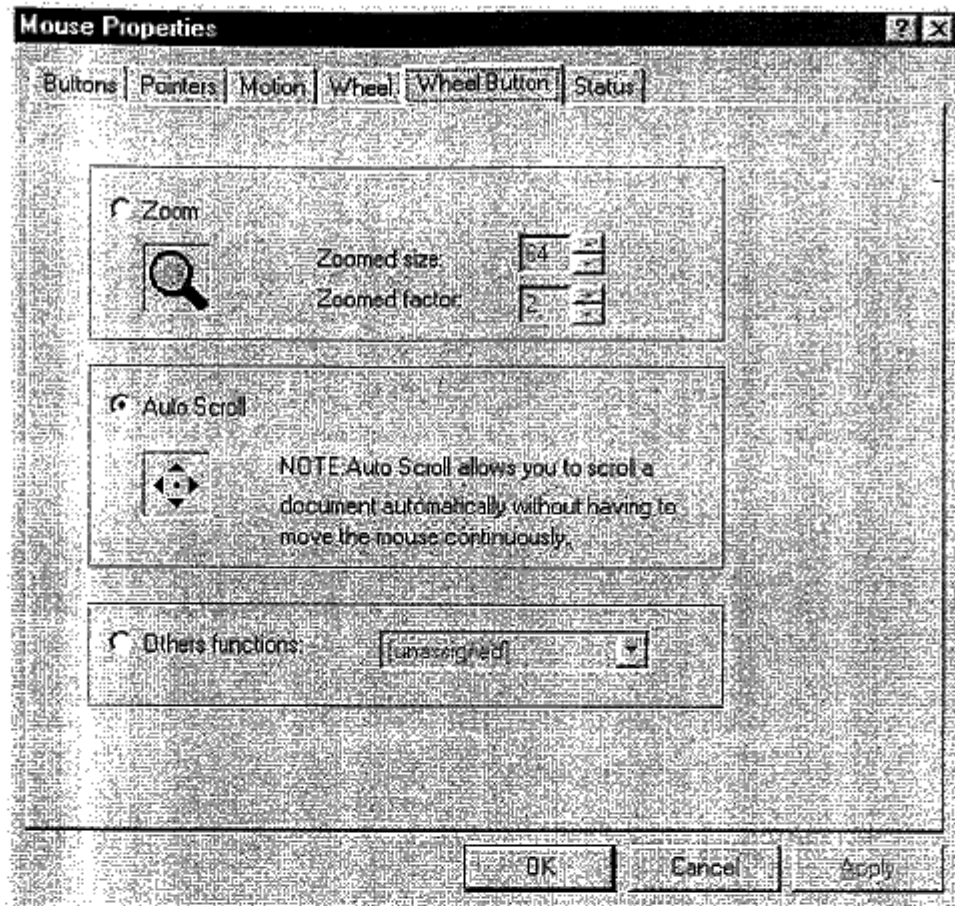 Mouse Properties
Buttons Pointers Motion Wheel Wheel Button Status
Zoom
Zoomed size: 64
Zoomed factor: 2
Auto Scroll
NOTE:Auto Scroll allows you to scroll a
document automatically without having to
move the mouse continuously.
Others functions: [unassigned]
OK Cancel Apply